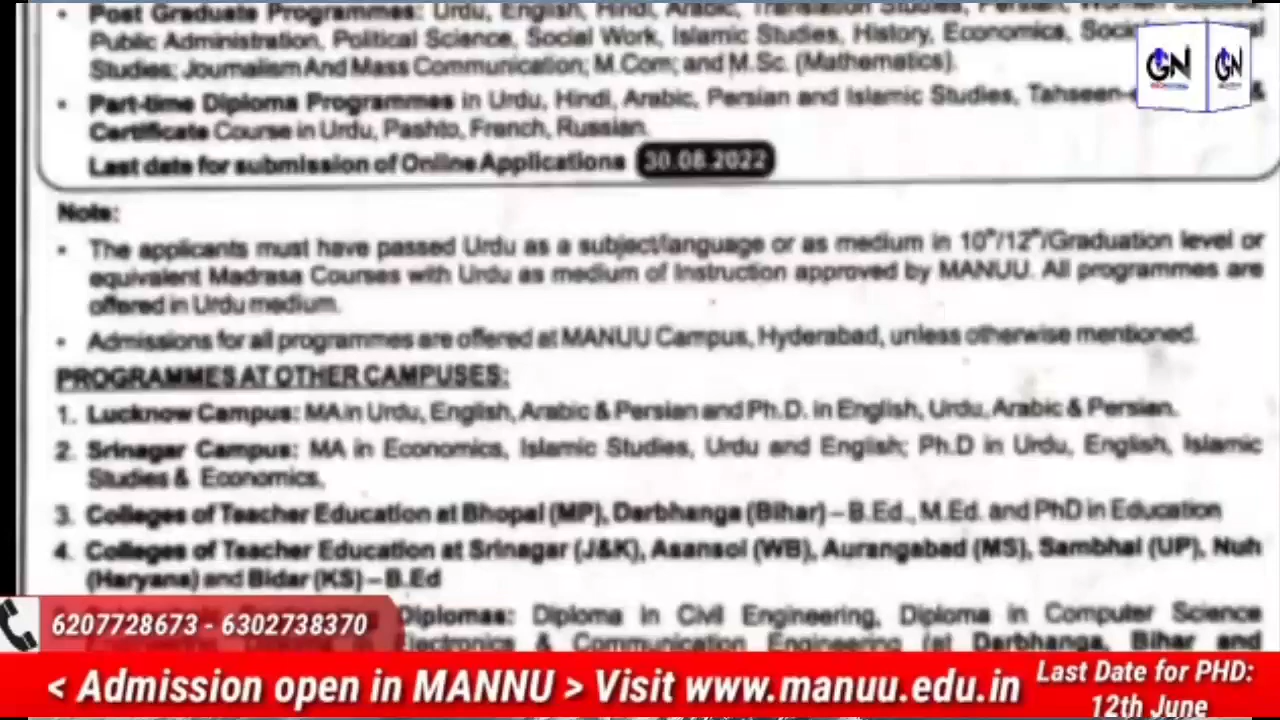 Post Graduate Programmes: Urdu, English, Hindi, Arabic, Translation Studies, Persian, Women Studies,
Public Administration, Political Science, Social Work, Islamic Studies, History, Economics,
Studies; Journalism And Mass Communication; M.Com; and M.Sc. (Mathematics).
• Part-time Diploma Programmes in Urdu, Hindi, Arabic, Persian and Islamic Studies, &
Certificate Course in Urdu, Pashto, French, Russian.
Last date for submission of Online Applications 30.08.2022
GN GN
Note:
• The applicants must have passed Urdu as a subject/language or as medium in 10th/12th/Graduation level or
equivalent Madrasa Courses with Urdu as medium of Instruction approved by MANUU. All programmes are
offered in Urdu medium.
• Admissions for all programmes are offered at MANUU Campus, Hyderabad, unless otherwise mentioned.
PROGRAMMES AT OTHER CAMPUSES:
1. Lucknow Campus: MA in Urdu, English, Arabic & Persian and Ph.D. in English, Urdu, Arabic & Persian.
2. Srinagar Campus: MA in Economics, Islamic Studies, Urdu and English; Ph.D in Urdu, English, Islamic
Studies & Economics.
3. Colleges of Teacher Education at Bhopal (MP), Darbhanga (Bihar) – B.Ed., M.Ed. and PhD in Education
4. Colleges of Teacher Education at Srinagar (J&K), Asansol (WB), Aurangabad (MS), Sambhal (UP), Nuh
(Haryana) and Bidar (KS) – B.Ed
Diplomas: Diploma in Civil Engineering, Diploma in Computer Science
Electronics & Communication Engineering (at Darbhanga, Bihar and
6207728673 - 6302738370
< Admission open in MANNU > Visit www.manuu.edu.in
Last Date for PHD:
12th June